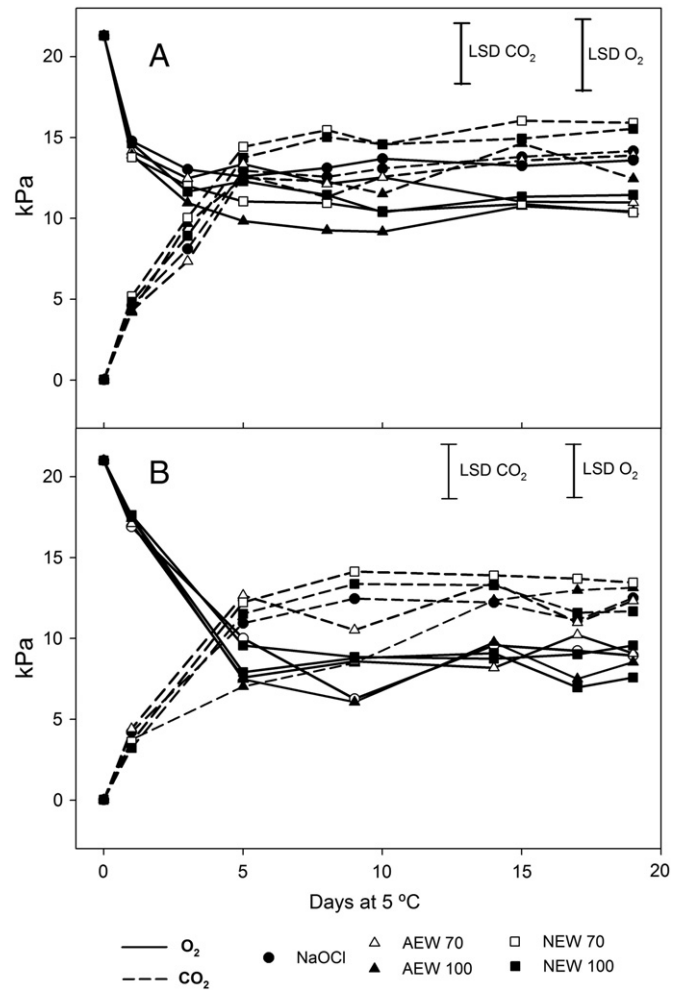 A
LSD CO2
LSD O2
20
15
10
5
0
kPa
B
LSD CO2
LSD O2
20
15
10
5
0
kPa
0 5 10 15 20
Days at 5 ºC
O2
CO2
NaOCl
AEW 70
AEW 100
NEW 70
NEW 100